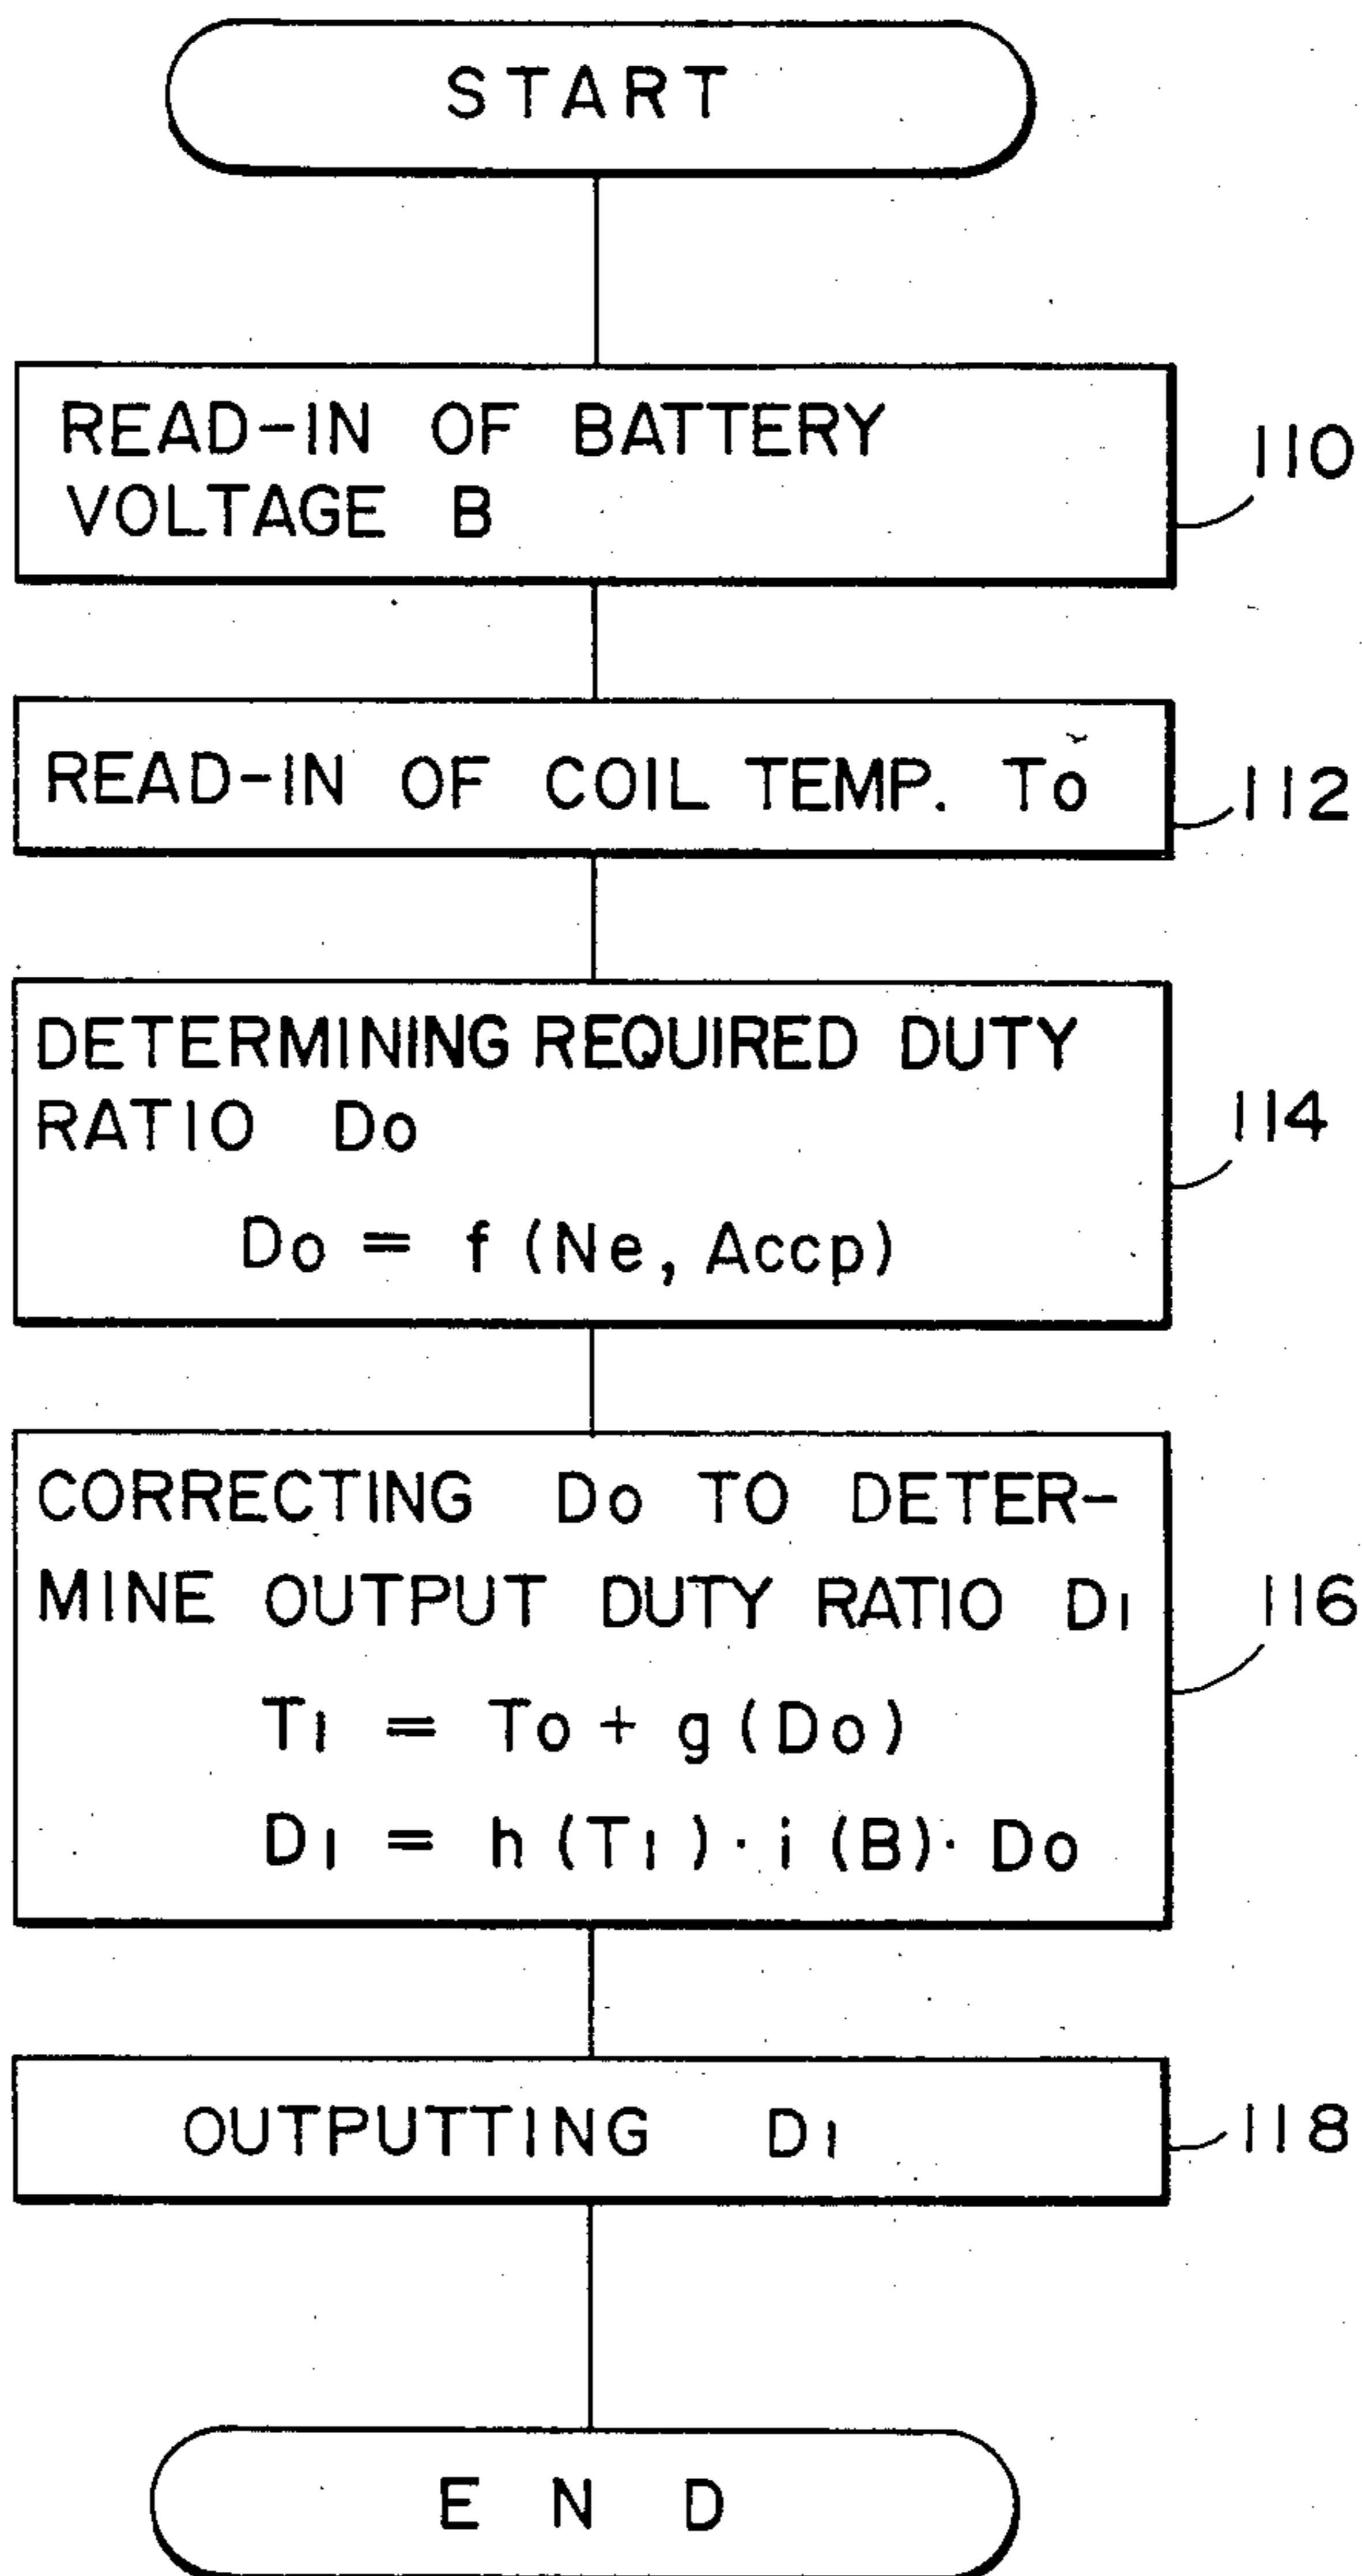 START
READ-IN OF BATTERY
VOLTAGE B
110
READ-IN OF COIL TEMP. To
112
DETERMINING REQUIRED DUTY
RATIO Do
Do = f (Ne, Accp)
114
CORRECTING Do TO DETER-
MINE OUTPUT DUTY RATIO D1
T1 = To + g (Do)
D1 = h (T1) · i (B) · Do
116
OUTPUTTING D1
118
END